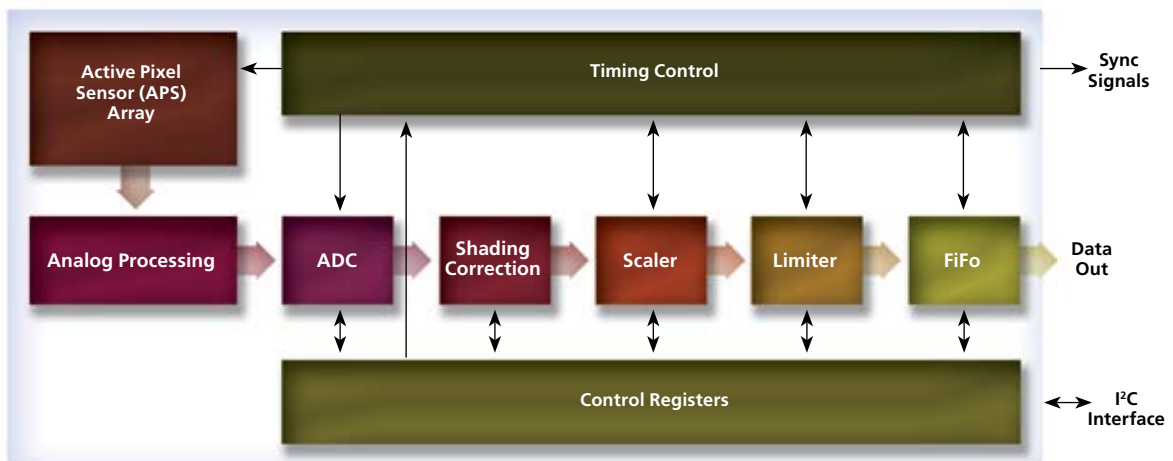 Active Pixel
Sensor (APS)
Array
Timing Control
Sync
Signals
Analog Processing
ADC
Shading
Correction
Scaler
Limiter
FiFo
Data
Out
Control Registers
I²C
Interface